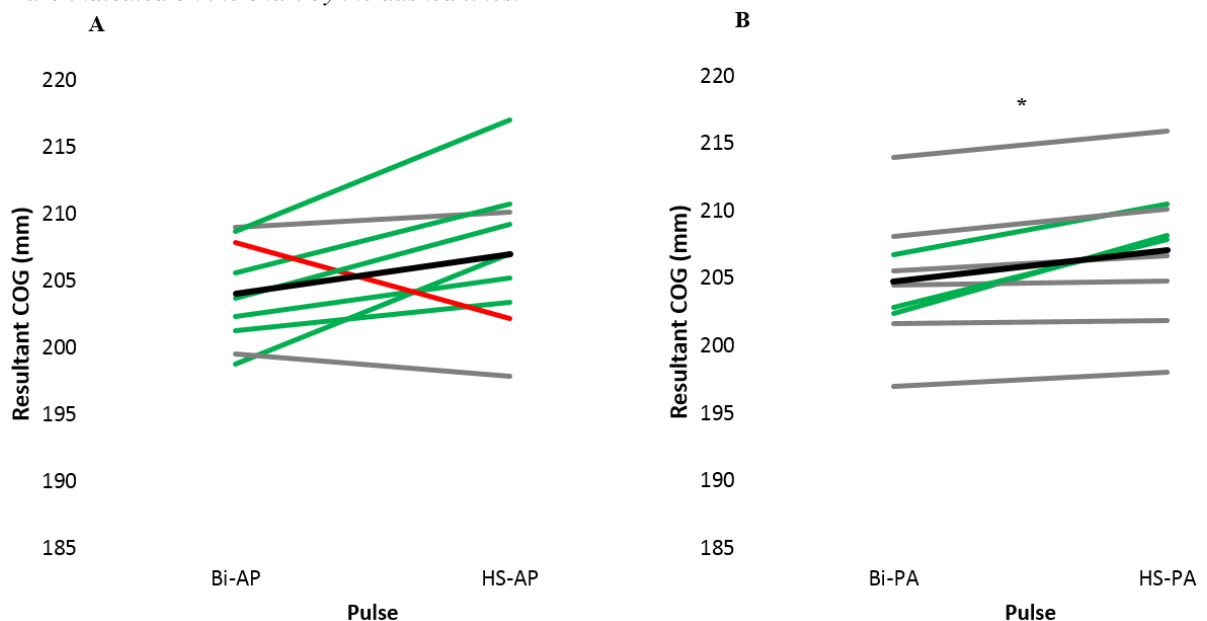 A
B
220
215
210
205
200
195
190
185
Resultant COG (mm)
Bi-AP
HS-AP
Pulse
220
215
210
205
200
195
190
185
Resultant COG (mm)
*
Bi-PA
HS-PA
Pulse